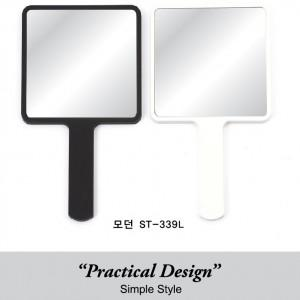 모던 ST-339L
“Practical Design”
Simple Style